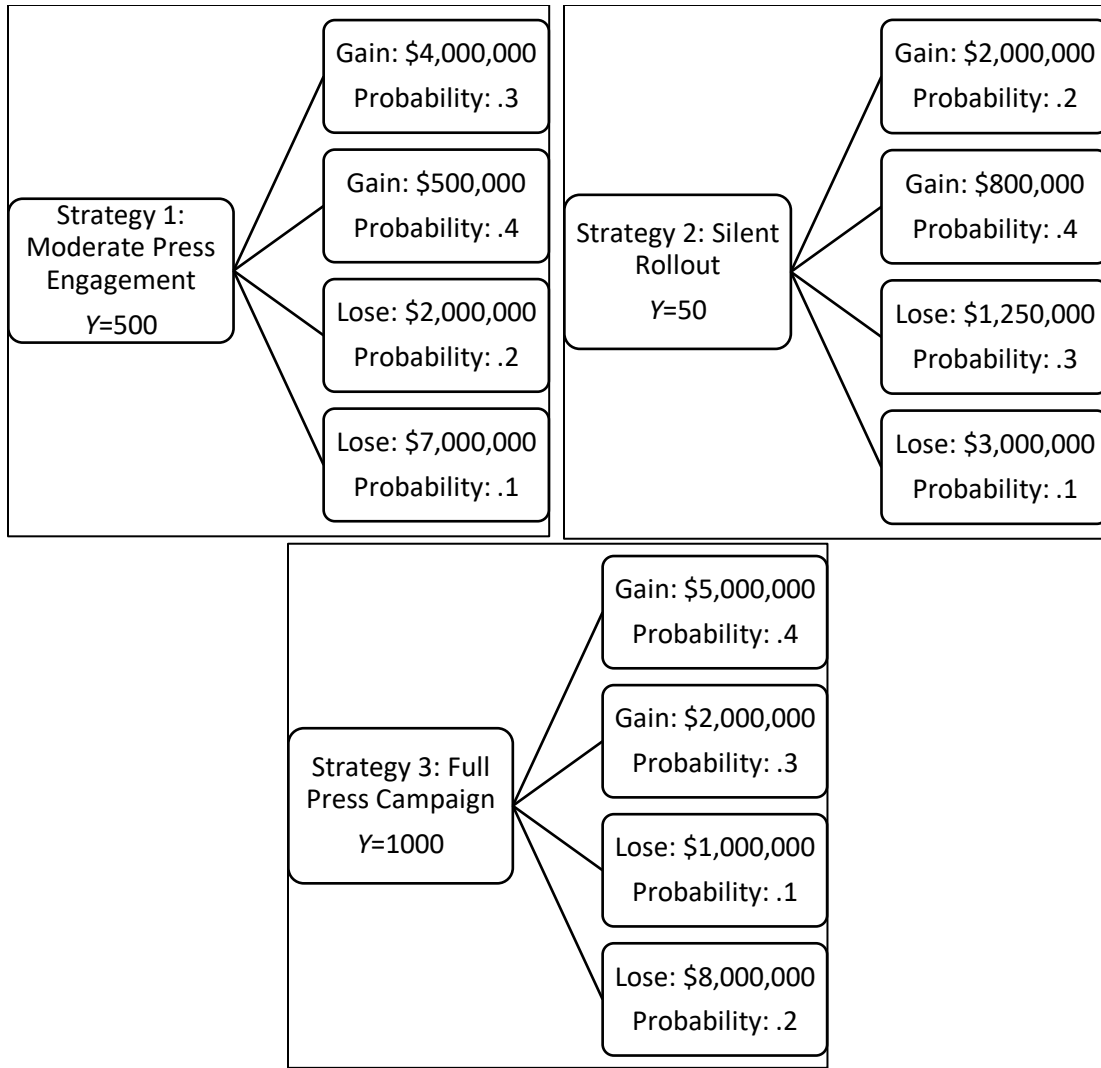 Strategy 1:
Moderate Press
Engagement
Y=500
Gain: $4,000,000
Probability: .3
Gain: $500,000
Probability: .4
Lose: $2,000,000
Probability: .2
Lose: $7,000,000
Probability: .1
Strategy 2: Silent
Rollout
Y=50
Gain: $2,000,000
Probability: .2
Gain: $800,000
Probability: .4
Lose: $1,250,000
Probability: .3
Lose: $3,000,000
Probability: .1
Strategy 3: Full
Press Campaign
Y=1000
Gain: $5,000,000
Probability: .4
Gain: $2,000,000
Probability: .3
Lose: $1,000,000
Probability: .1
Lose: $8,000,000
Probability: .2